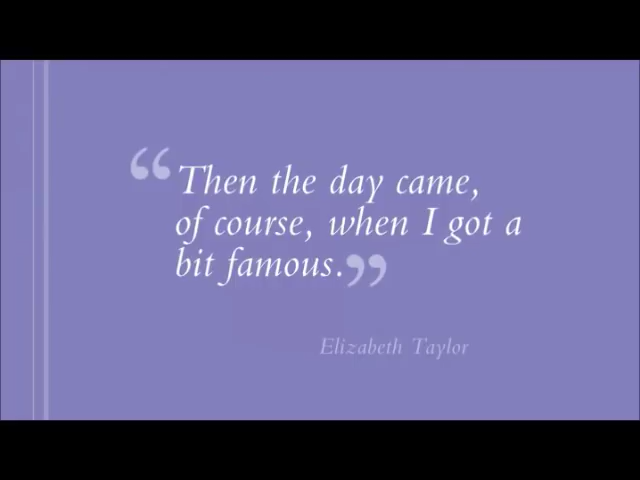 “Then the day came,
of course, when I got a
bit famous.”
Elizabeth Taylor